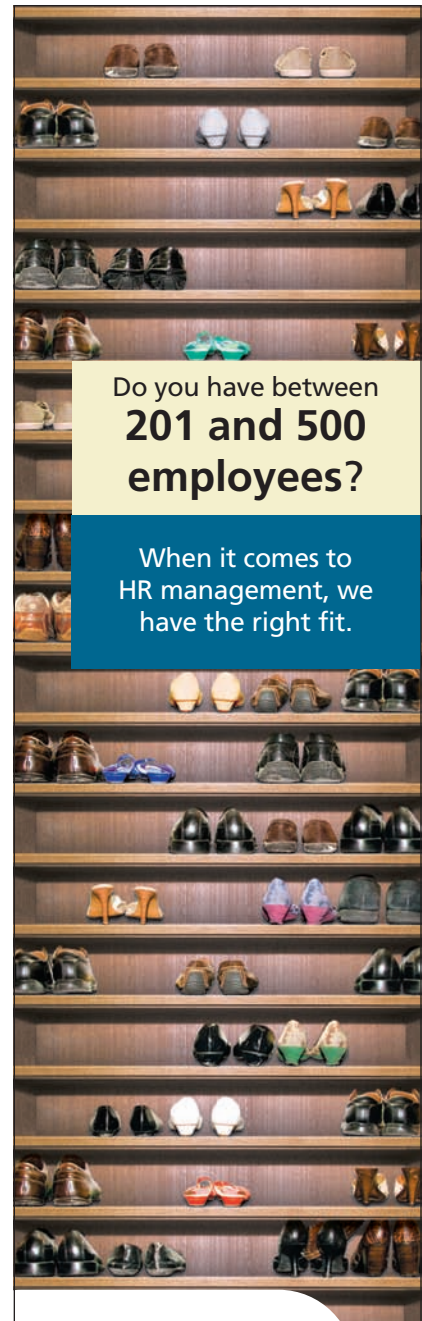 Do you have between
201 and 500
employees?
When it comes to
HR management, we
have the right fit.